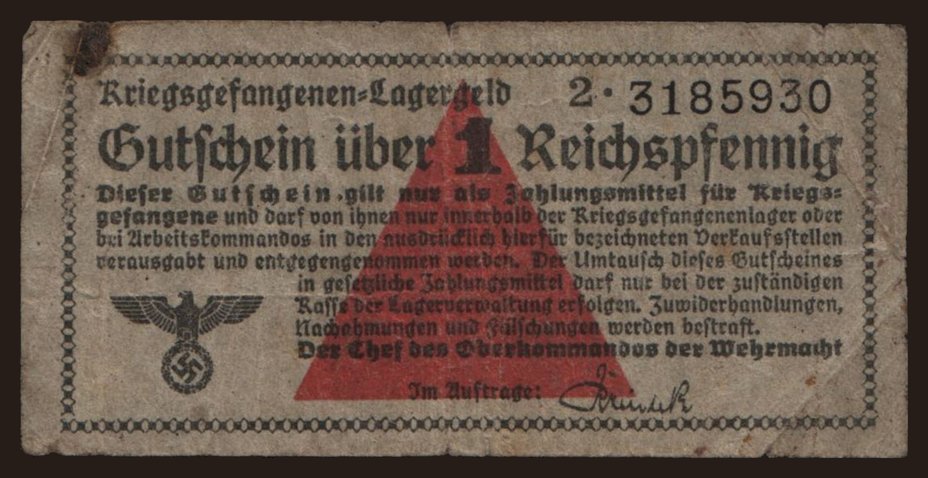 Kriegsgefangenen-Lagergeld 2 · 3185930
Gutschein über 1 Reichspfennig
Dieser Gutschein gilt nur als Zahlungsmittel für Kriegs-
gefangene und darf von ihnen nur innerhalb der Kriegsgefangenenlager oder
bei Arbeitskommandos in den ausdrücklich hierfür bezeichneten Verkaufsstellen
verausgabt und entgegengenommen werden. Der Umtausch dieses Gutscheines
in gesetzliche Zahlungsmittel darf nur bei der zuständigen
Kasse der Lagerverwaltung erfolgen. Zuwiderhandlungen,
Nachahmungen und Fälschungen werden bestraft.
Der Chef des Oberkommandos der Wehrmacht
Im Auftrage: